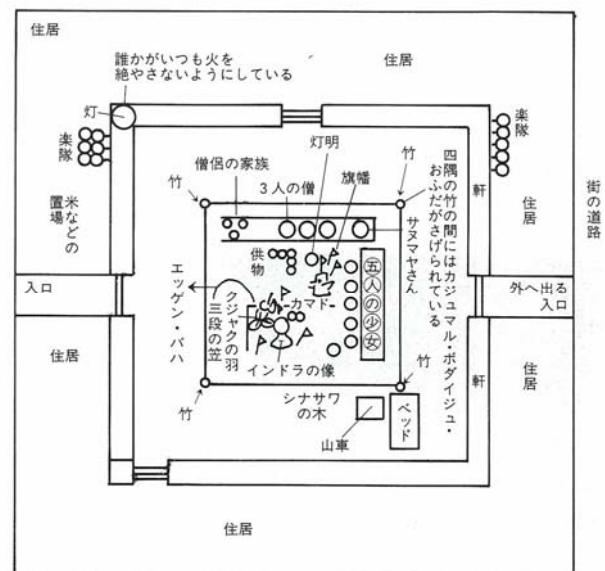 住居
誰かがいつも火を
絶やさないようにしている
住居
灯
楽隊
楽隊
灯明
竹
竹
僧侶の家族
3人の僧
旗幡
四隅の竹の間にはカジュマル・ボダイジュ・
おふだがさげられている
軒
住居
街の道路
米などの
置場
サヌマヤさん
供物
五人の少女
入口
エッゲン・バハ
クジャクの羽
三段の笠
カマド
外へ出る
入口
インドラの像
住居
竹
竹
シナサワ
の木
山車
ベッド
軒
住居
住居